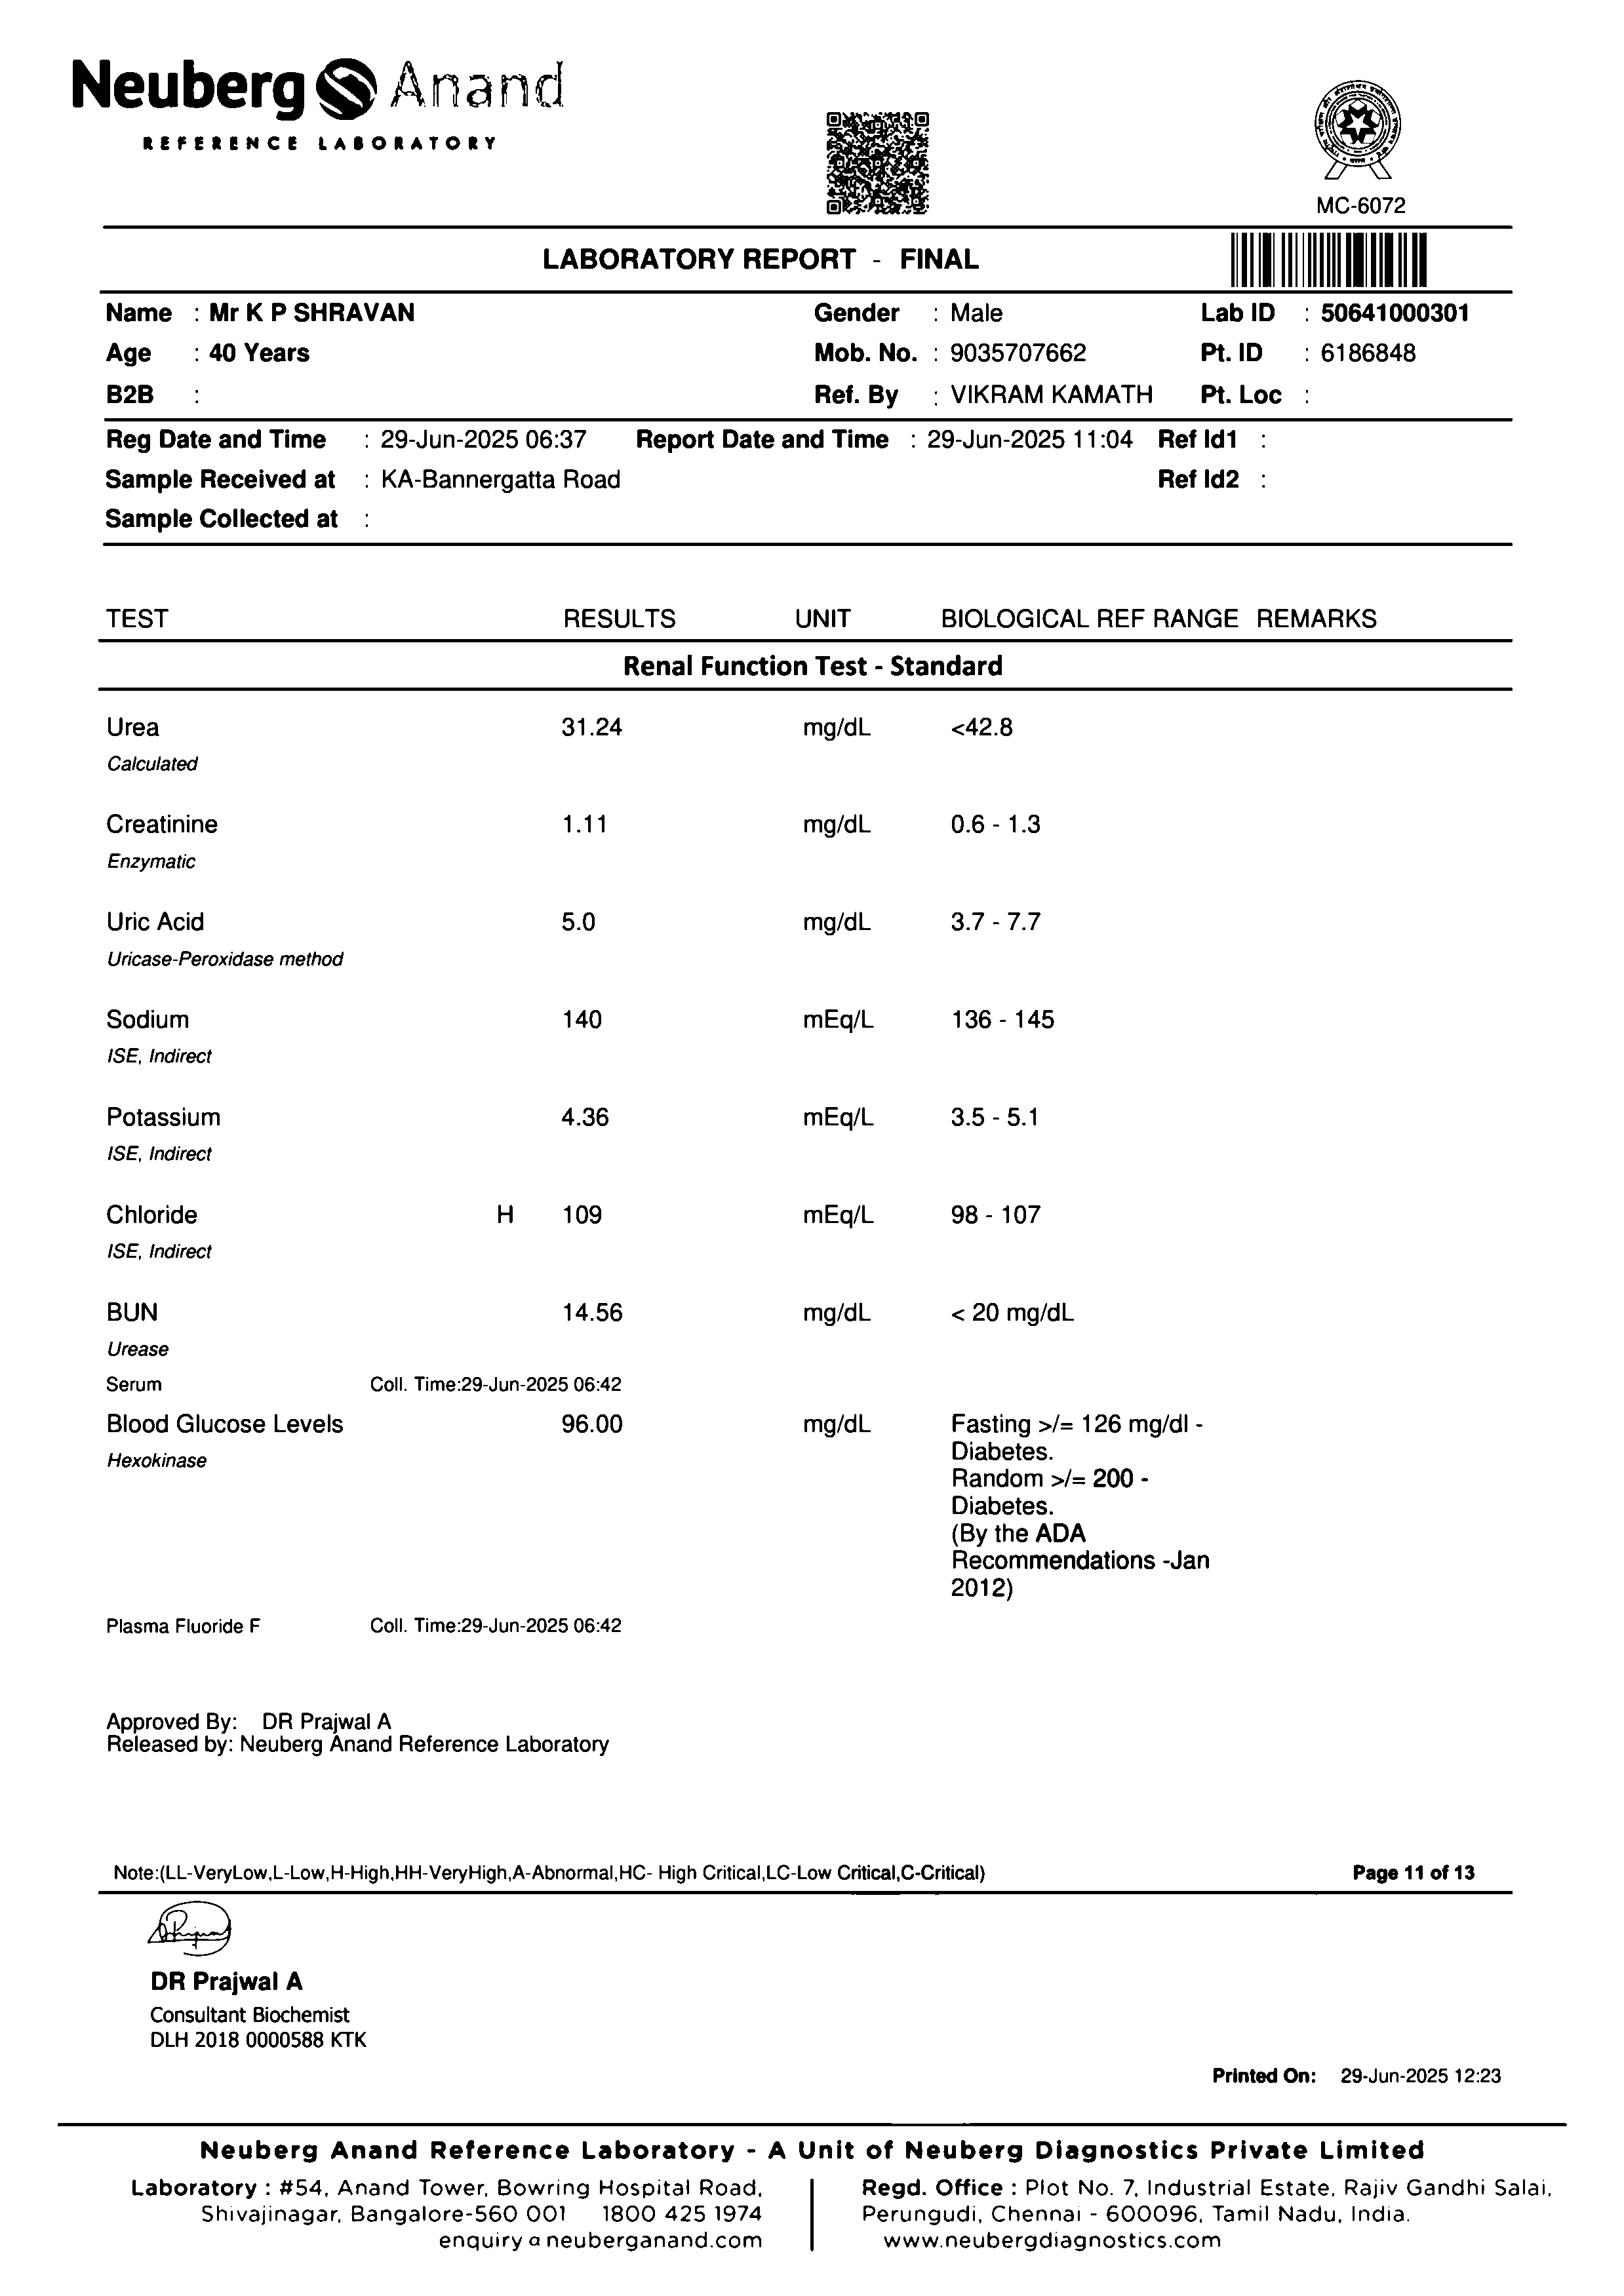 Neuberg Anand
REFERENCE LABORATORY
MC-6072
LABORATORY REPORT - FINAL
Name : Mr K P SHRAVAN Gender : Male Lab ID : 50641000301
Age : 40 Years Mob. No. : 9035707662 Pt. ID : 6186848
B2B : Ref. By : VIKRAM KAMATH Pt. Loc :
Reg Date and Time : 29-Jun-2025 06:37 Report Date and Time : 29-Jun-2025 11:04 Ref Id1 :
Sample Received at : KA-Bannergatta Road Ref Id2 :
Sample Collected at :
TEST RESULTS UNIT BIOLOGICAL REF RANGE REMARKS
Renal Function Test - Standard
Urea 31.24 mg/dL <42.8
Calculated
Creatinine 1.11 mg/dL 0.6 - 1.3
Enzymatic
Uric Acid 5.0 mg/dL 3.7 - 7.7
Uricase-Peroxidase method
Sodium 140 mEq/L 136 - 145
ISE, Indirect
Potassium 4.36 mEq/L 3.5 - 5.1
ISE, Indirect
Chloride H 109 mEq/L 98 - 107
ISE, Indirect
BUN 14.56 mg/dL < 20 mg/dL
Urease
Serum Coll. Time:29-Jun-2025 06:42
Blood Glucose Levels 96.00 mg/dL Fasting >/= 126 mg/dl -
Diabetes.
Hexokinase
Random >/= 200 -
Diabetes.
(By the ADA
Recommendations -Jan
2012)
Plasma Fluoride F Coll. Time:29-Jun-2025 06:42
Approved By: DR Prajwal A
Released by: Neuberg Anand Reference Laboratory
Note:(LL-VeryLow,L-Low,H-High,HH-VeryHigh,A-Abnormal,HC- High Critical,LC-Low Critical,C-Critical) Page 11 of 13
DR Prajwal A
Consultant Biochemist
DLH 2018 0000588 KTK
Printed On: 29-Jun-2025 12:23
Neuberg Anand Reference Laboratory - A Unit of Neuberg Diagnostics Private Limited
Laboratory : #54, Anand Tower, Bowring Hospital Road, Regd. Office : Plot No. 7, Industrial Estate, Rajiv Gandhi Salai,
Shivajinagar, Bangalore-560 001 1800 425 1974 Perungudi, Chennai - 600096, Tamil Nadu, India.
enquiry@neuberganand.com www.neubergdiagnostics.com